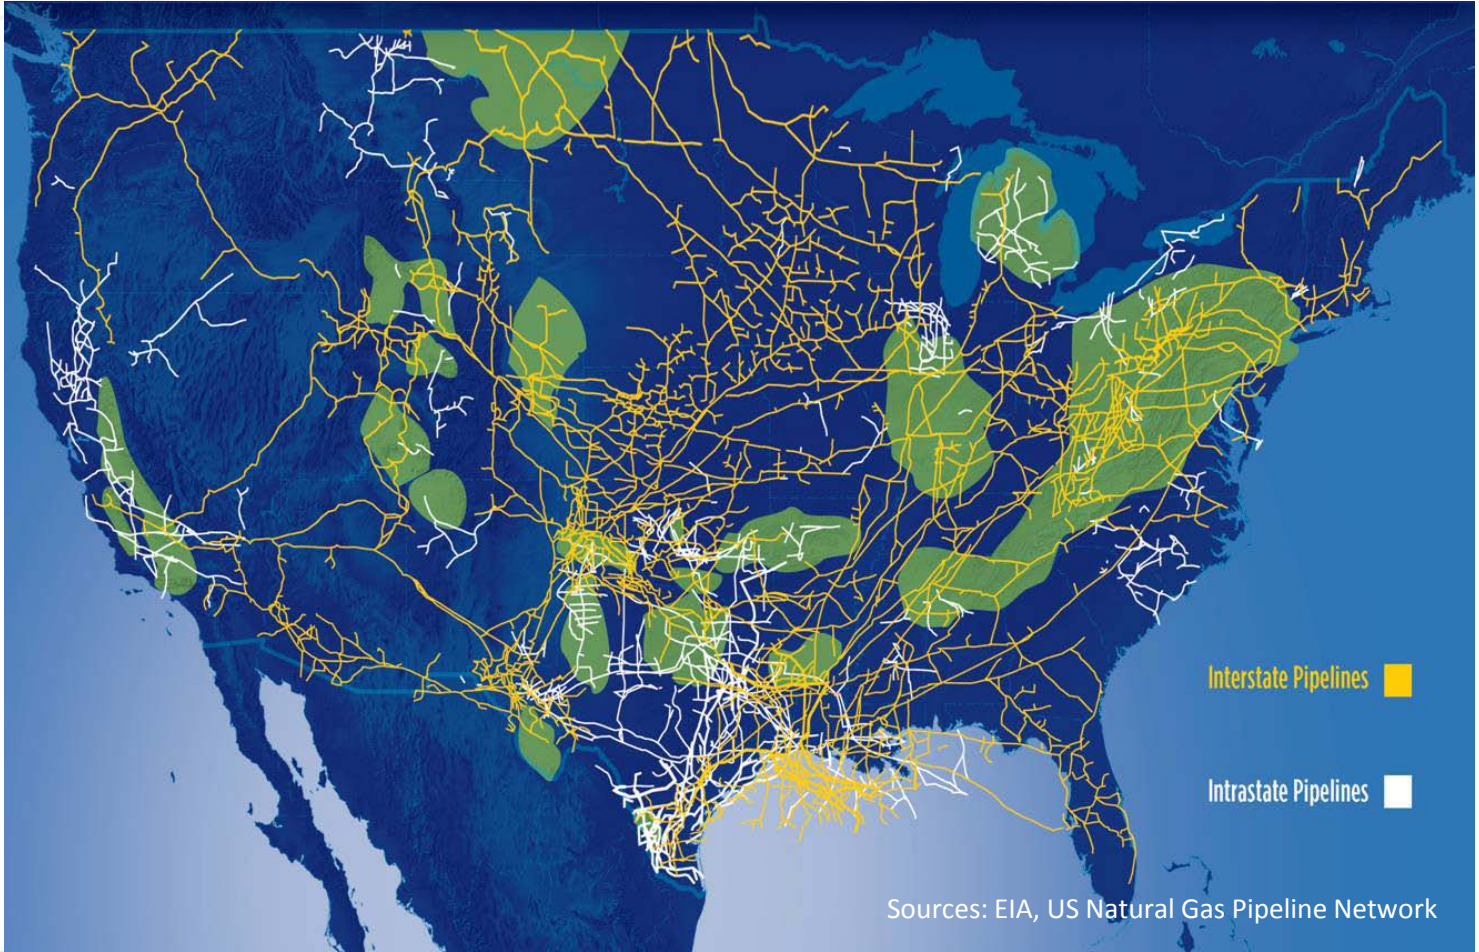 Interstate Pipelines
Intrastate Pipelines
Sources: EIA, US Natural Gas Pipeline Network